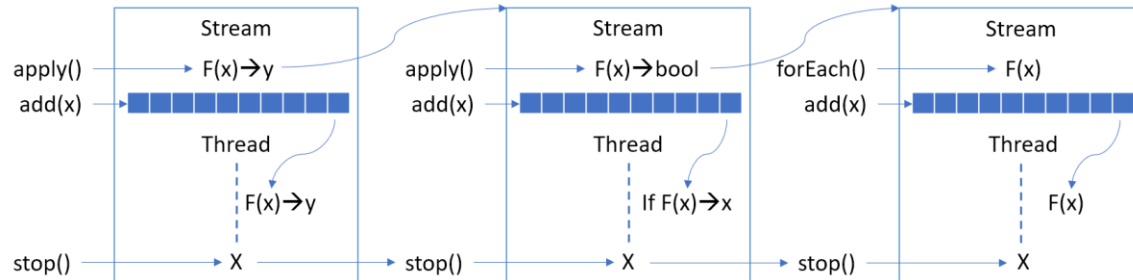 Stream
apply()
F(x)→y
add(x)
Thread
F(x)→y
stop()
X
Stream
apply()
F(x)→bool
add(x)
Thread
If F(x)→x
stop()
X
Stream
forEach()
F(x)
add(x)
Thread
F(x)
stop()
X